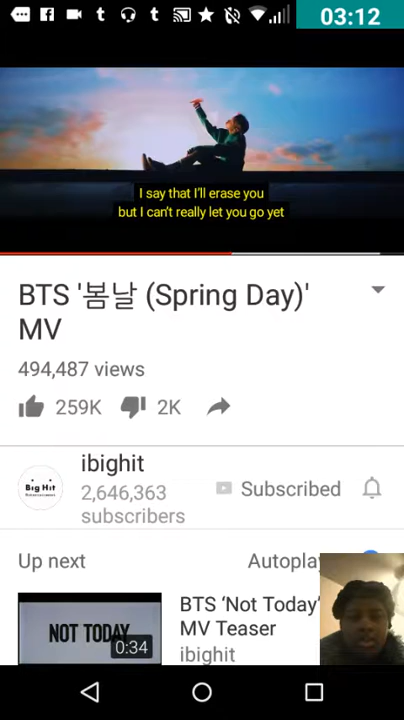 03:12
I say that I'll erase you
but I can't really let you go yet
BTS '봄날 (Spring Day)'
MV
494,487 views
259K
2K
ibighit
Big Hit
2,646,363
subscribers
Subscribed
Up next
Autoplay
BTS ‘Not Today’
MV Teaser
ibighit
NOT TODAY
0:34